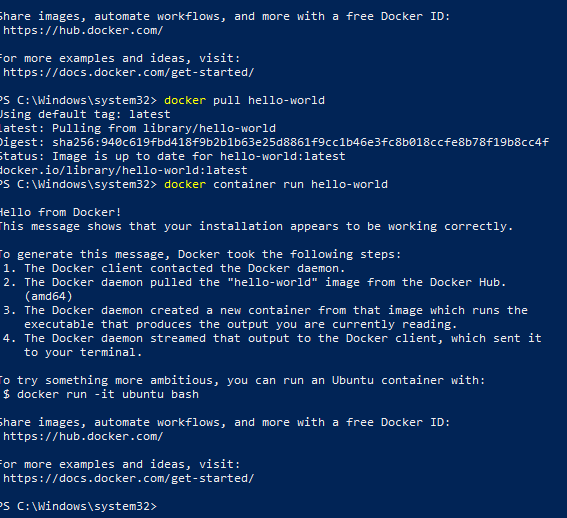 Share images, automate workflows, and more with a free Docker ID:
https://hub.docker.com/
For more examples and ideas, visit:
https://docs.docker.com/get-started/
PS C:\Windows\system32> docker pull hello-world
Using default tag: latest
latest: Pulling from library/hello-world
Digest: sha256:940c619fbd418f9b2b1b63e25d8861f9cc1b46e3fc8b018ccfe8b78f19b8cc4f
Status: Image is up to date for hello-world:latest
docker.io/library/hello-world:latest
PS C:\Windows\system32> docker container run hello-world
Hello from Docker!
This message shows that your installation appears to be working correctly.
To generate this message, Docker took the following steps:
1. The Docker client contacted the Docker daemon.
2. The Docker daemon pulled the "hello-world" image from the Docker Hub.
(amd64)
3. The Docker daemon created a new container from that image which runs the
executable that produces the output you are currently reading.
4. The Docker daemon streamed that output to the Docker client, which sent it
to your terminal.
To try something more ambitious, you can run an Ubuntu container with:
$ docker run -it ubuntu bash
Share images, automate workflows, and more with a free Docker ID:
https://hub.docker.com/
For more examples and ideas, visit:
https://docs.docker.com/get-started/
PS C:\Windows\system32>